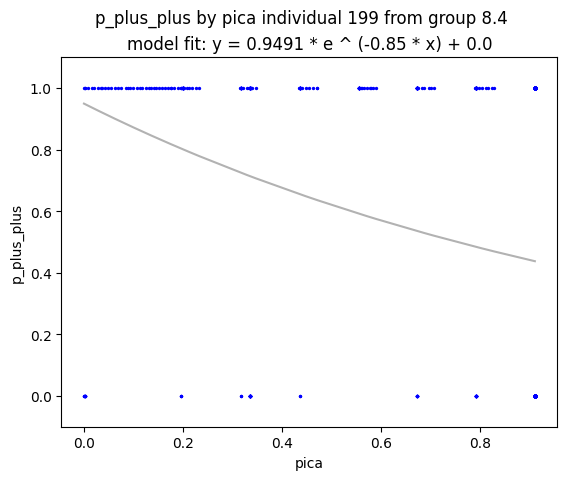 p_plus_plus by pica individual 199 from group 8.4
model fit: y = 0.9491 * e ^ (-0.85 * x) + 0.0
1.0
0.8
0.6
0.4
0.2
0.0
p_plus_plus
0.0 0.2 0.4 0.6 0.8
pica